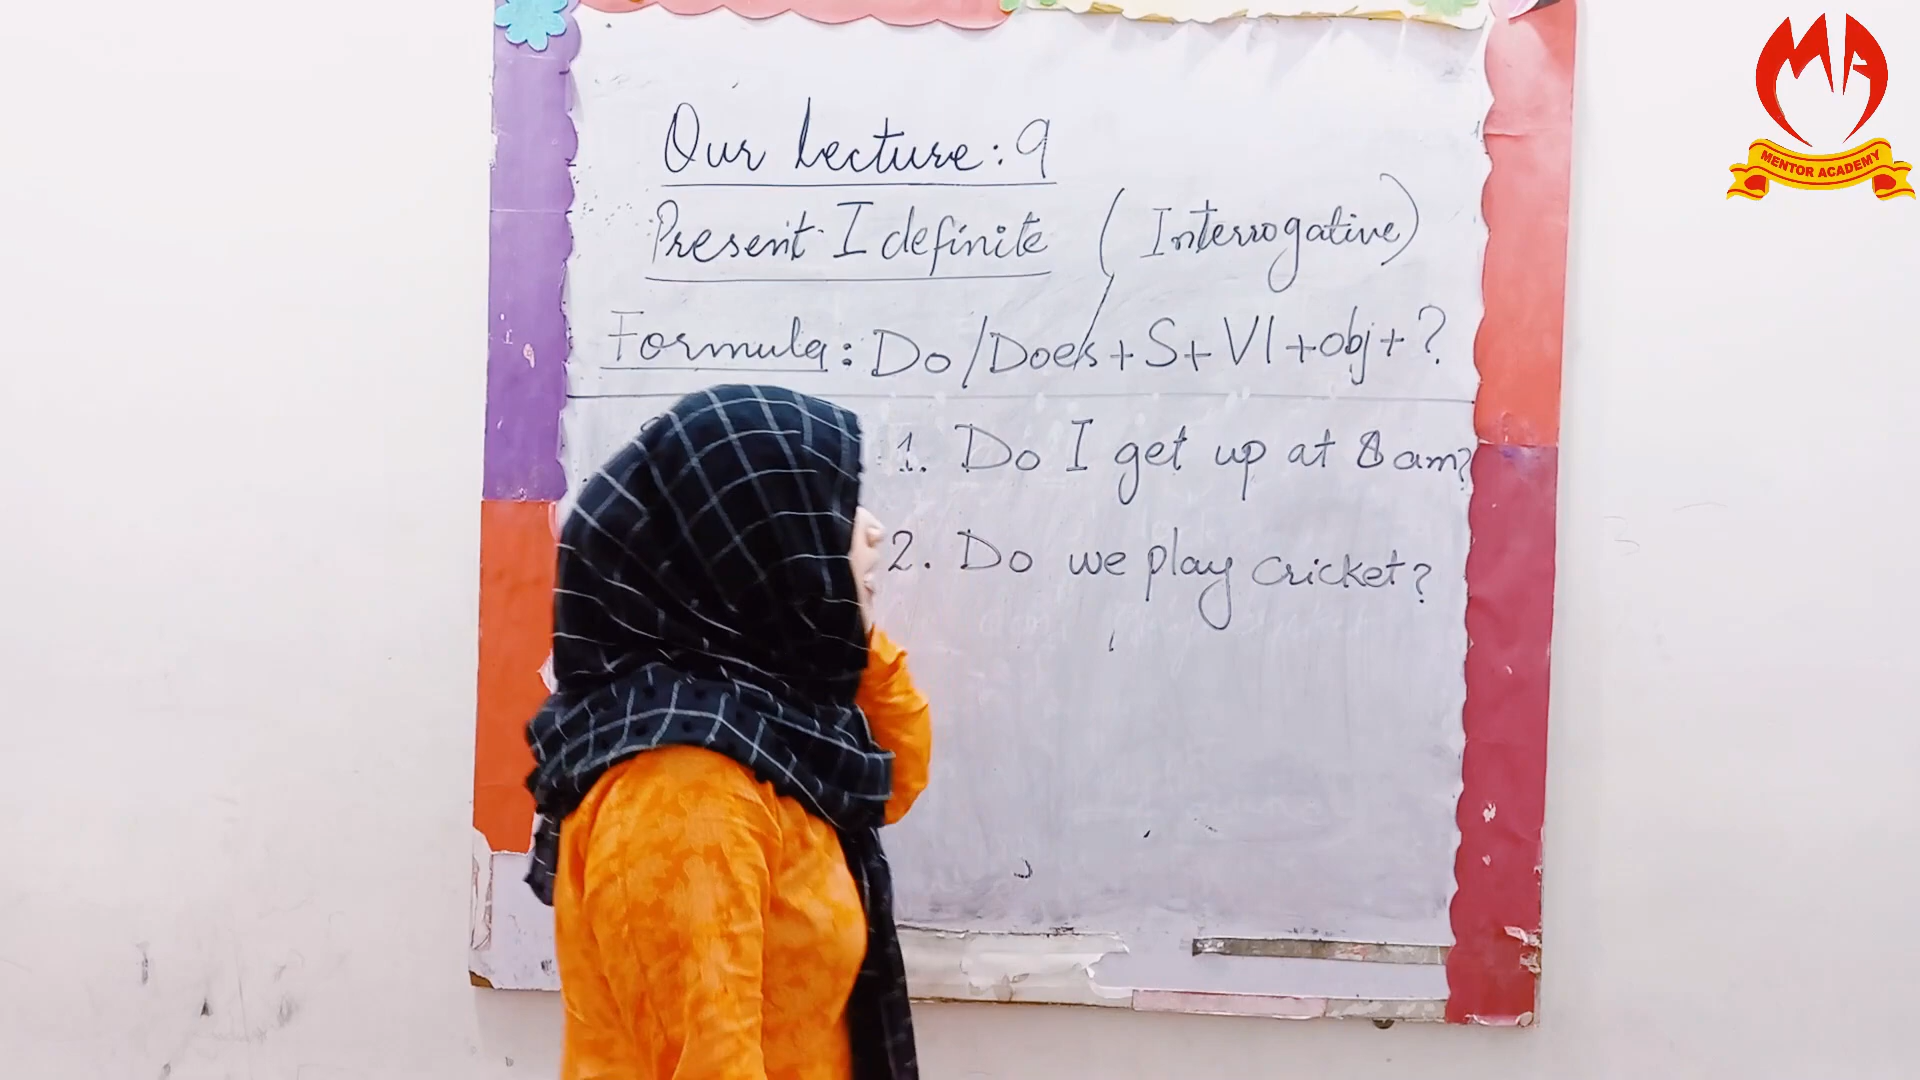 Our Lecture: 9
Present Idefinite (Interrogative)
Formula: Do/Does+S+V1+obj+?
1. Do I get up at 8 am?
2. Do we play cricket?
MA
MENTOR ACADEMY